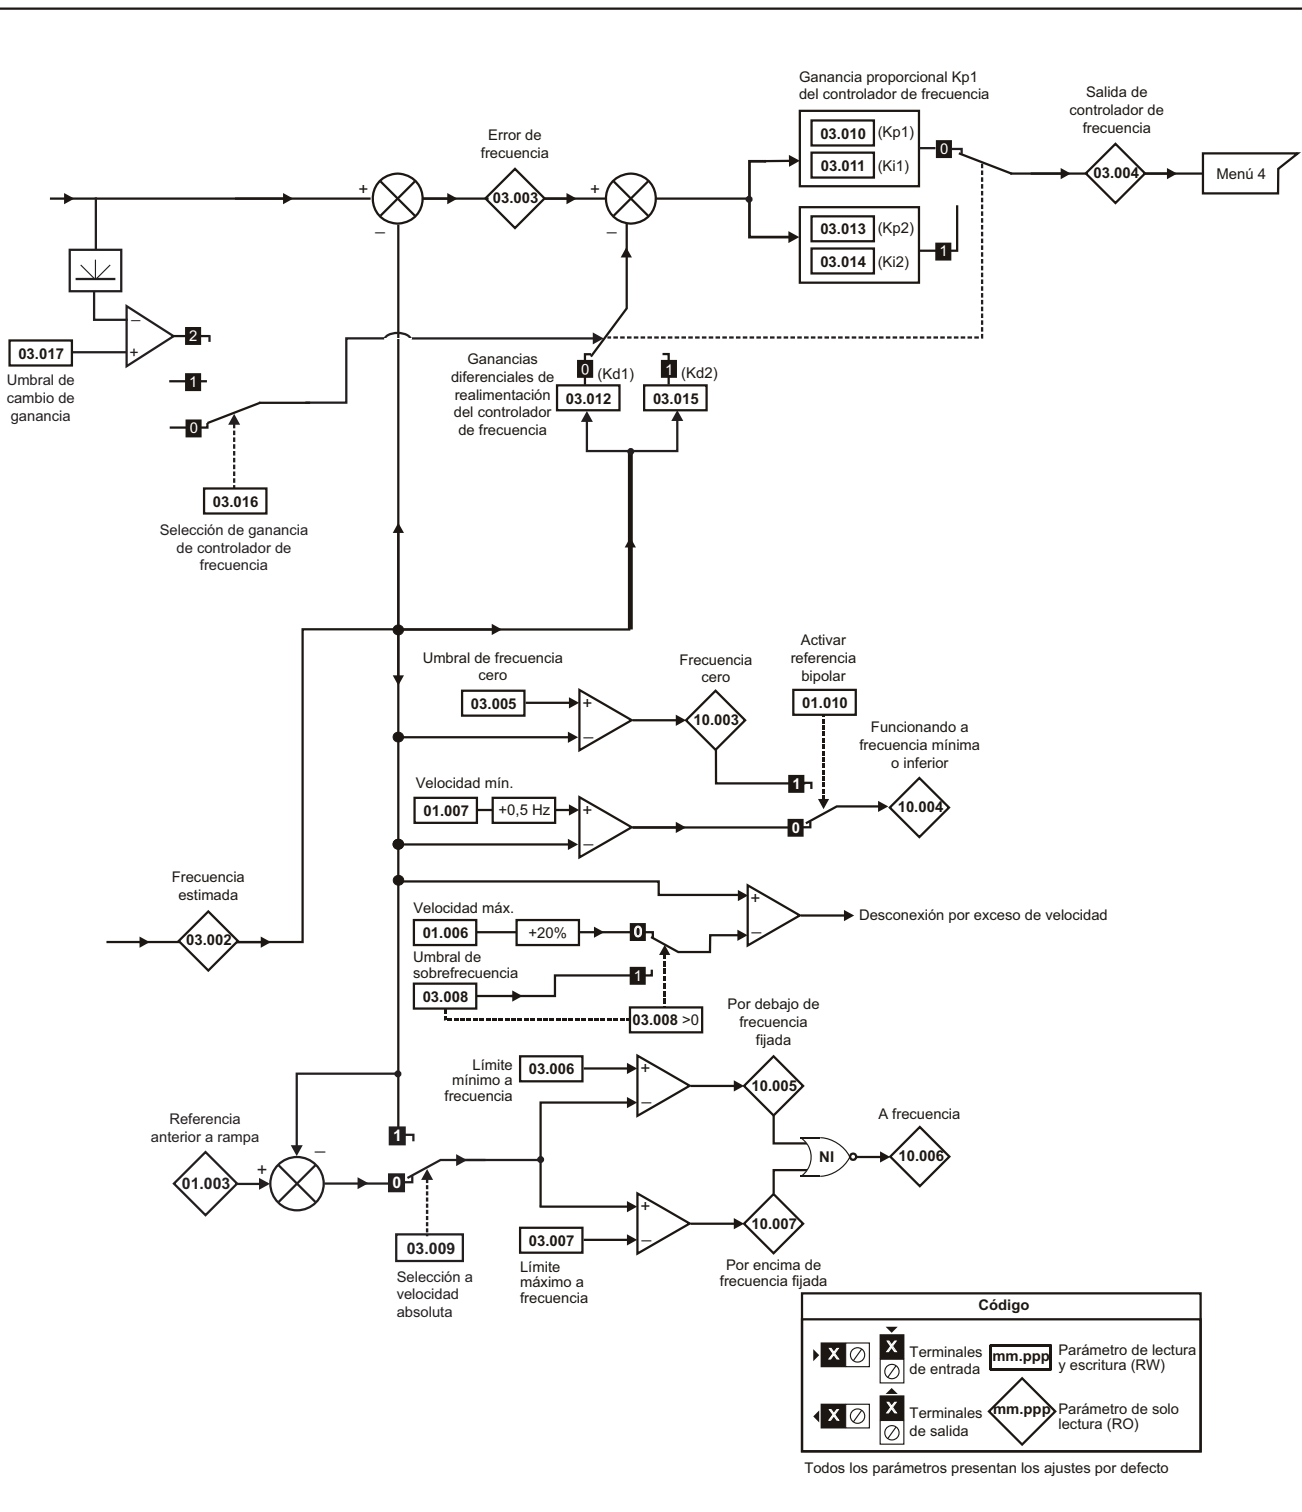 Ganancia proporcional Kp1
del controlador de frecuencia
03.010 (Kp1)
03.011 (Ki1)
0
03.013 (Kp2)
03.014 (Ki2)
1
Salida de
controlador de
frecuencia
03.004
Menú 4
Error de
frecuencia
+
03.003
+
–
–
–
+
2
1
0
03.017
Umbral de
cambio de
ganancia
03.016
Selección de ganancia
de controlador de
frecuencia
Ganancias
diferenciales de
realimentación
del controlador
de frecuencia
0 (Kd1)
03.012
1 (Kd2)
03.015
Umbral de frecuencia
cero
03.005
+
–
Frecuencia
cero
10.003
Activar
referencia
bipolar
01.010
1
0
Funcionando a
frecuencia mínima
o inferior
10.004
Velocidad mín.
01.007
+0,5 Hz
+
–
Frecuencia
estimada
03.002
Velocidad máx.
01.006
+20%
0
Umbral de
sobrefrecuencia
03.008
1
03.008 >0
+
–
Desconexión por exceso de velocidad
Por debajo de
frecuencia
fijada
10.005
Límite
mínimo a
frecuencia
03.006
+
–
Referencia
anterior a rampa
01.003
+
–
1
0
03.009
Selección a
velocidad
absoluta
03.007
Límite
máximo a
frecuencia
+
–
10.007
Por encima de
frecuencia fijada
NI
A frecuencia
10.006
Código
X
X
Terminales
de entrada
mm.ppp
Parámetro de lectura
y escritura (RW)
X
X
Terminales
de salida
mm.ppp
Parámetro de solo
lectura (RO)
Todos los parámetros presentan los ajustes por defecto